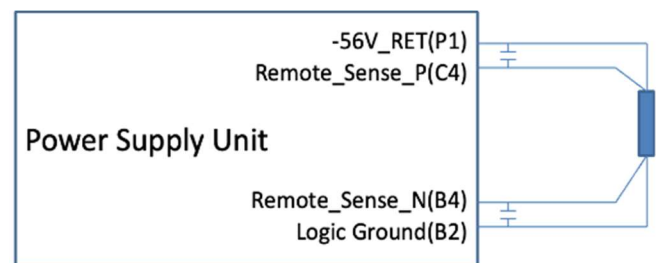 -56V_RET(P1)
Remote_Sense_P(C4)
Power Supply Unit
Remote_Sense_N(B4)
Logic Ground(B2)